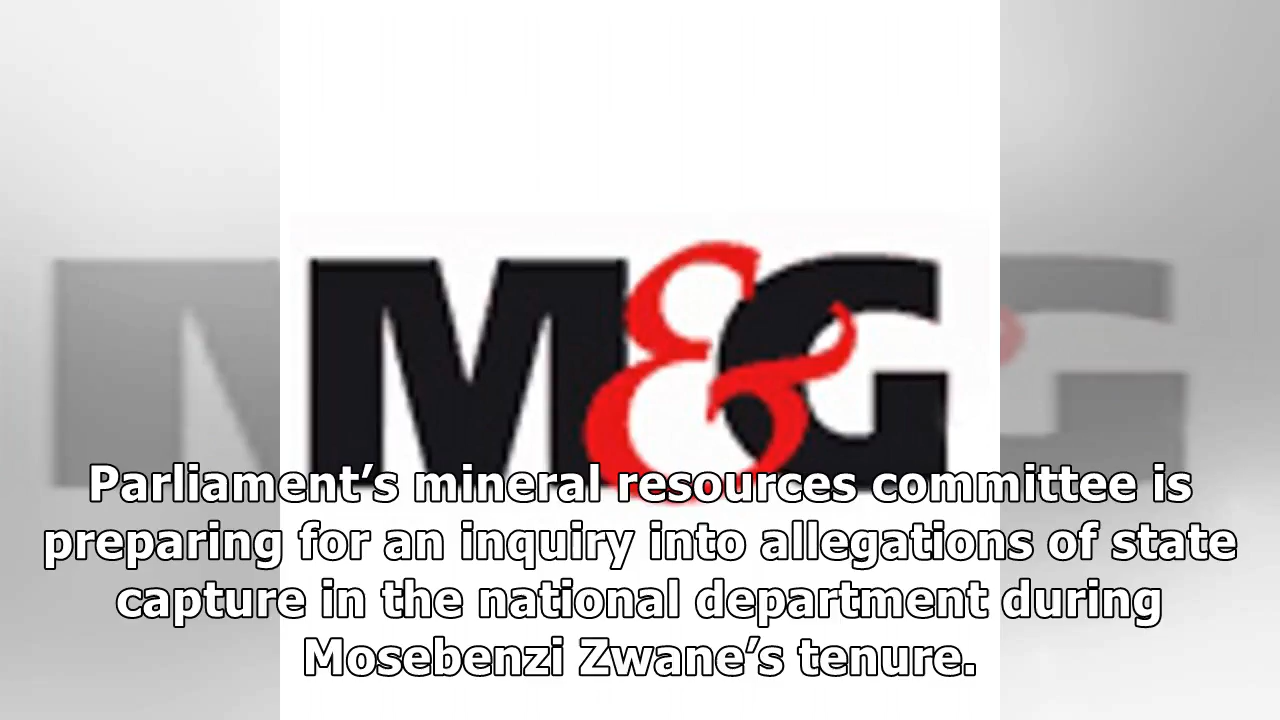 M&G
Parliament’s mineral resources committee is
preparing for an inquiry into allegations of state
capture in the national department during
Mosebenzi Zwane’s tenure.